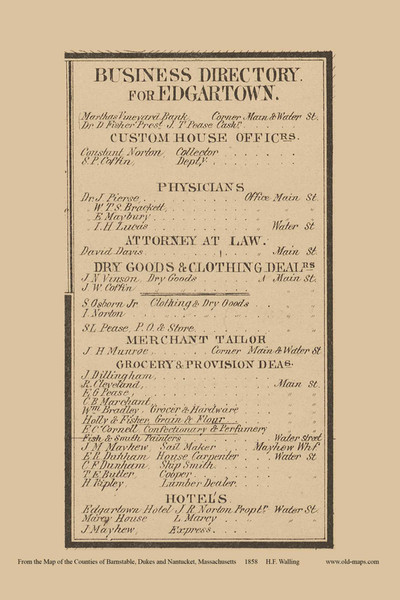 BUSINESS DIRECTORY.
FOR EDGARTOWN.
Marthas Vineyard Bank Corner Main & Water St.
Dr D. Fisher Prest. J. T Pease Cashr.
CUSTOM HOUSE OFFICRS.
Constant Norton Collector
S. P. Coffin Depty.
PHYSICIANS
Dr. J. Pierse Office Main St.
W. T. S. Brackett
E Maybury
I. H Lucas Water St
ATTORNEY AT LAW.
David Davis Main St.
DRY GOODS & CLOTHING DEALRS
J. N. Vinson Dry Goods Main St.
J. W Coffin
S Osborn Jr Clothing & Dry Goods
I Norton
S L Pease P. O. & Store
MERCHANT TAILOR
J H Munroe Corner Main & Water St
GROCERY & PROVISION DEAS.
J. Dillingham
R. Cleveland Main St.
E G Pease
C B Marchant
Wm Bradley Grocer & Hardware
Holly & Fisher Grain & Flour
E. C. Cornell Confectionary & Perfumery
Fish & Smith Painters Water street
J. M Mayhew Sail Maker Mayhew Whf
E R Dunham House Carpenter Water St
C F Dunham Ship Smith
T E Butler Cooper
H Ripley Lumber Dealer
HOTELS
Edgartown Hotel J. R Norton Proptr Water St
Marcy House L. Marcy
J. Mayhew Express
From the Map of the Counties of Barnstable, Dukes and Nantucket, Massachusetts 1858 H.F. Walling www.old-maps.com